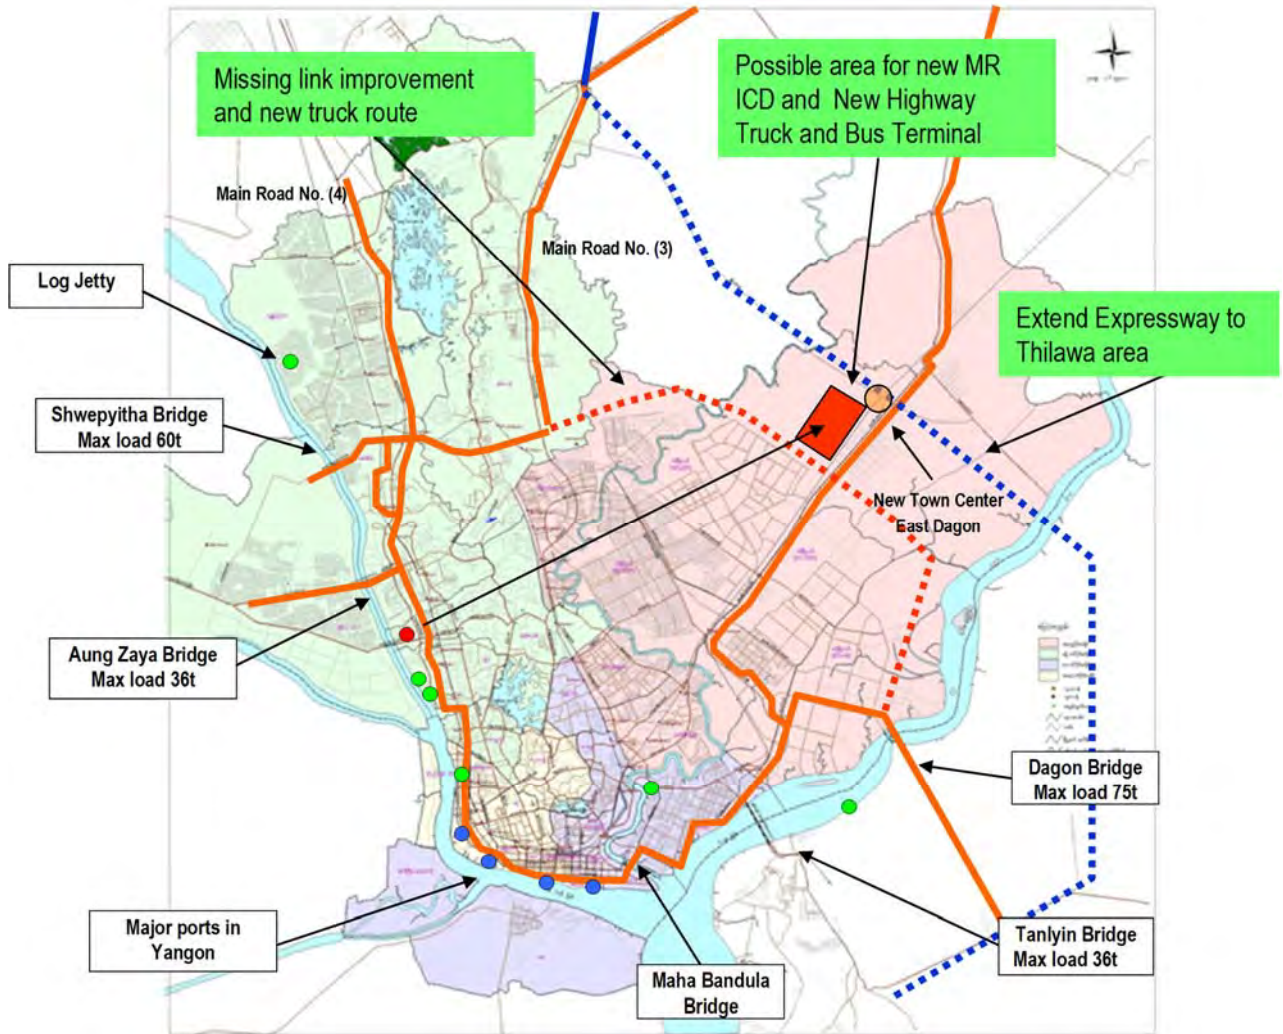 Missing link improvement
and new truck route
Possible area for new MR
ICD and New Highway
Truck and Bus Terminal
Main Road No. (4)
Main Road No. (3)
Log Jetty
Extend Expressway to
Thilawa area
Shwepyitha Bridge
Max load 60t
New Town Center
East Dagon
Aung Zaya Bridge
Max load 36t
Dagon Bridge
Max load 75t
Major ports in
Yangon
Tanlyin Bridge
Max load 36t
Maha Bandula
Bridge